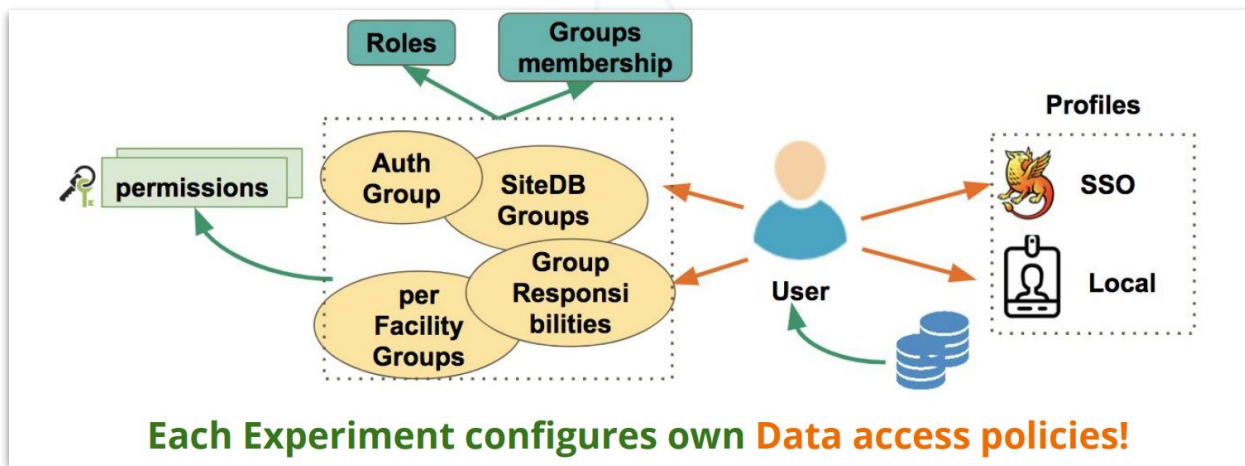 Roles
Groups
membership
Profiles
permissions
Auth
Group
SiteDB
Groups
Group
Responsi
bilities
per
Facility
Groups
User
SSO
Local
Each Experiment configures own Data access policies!